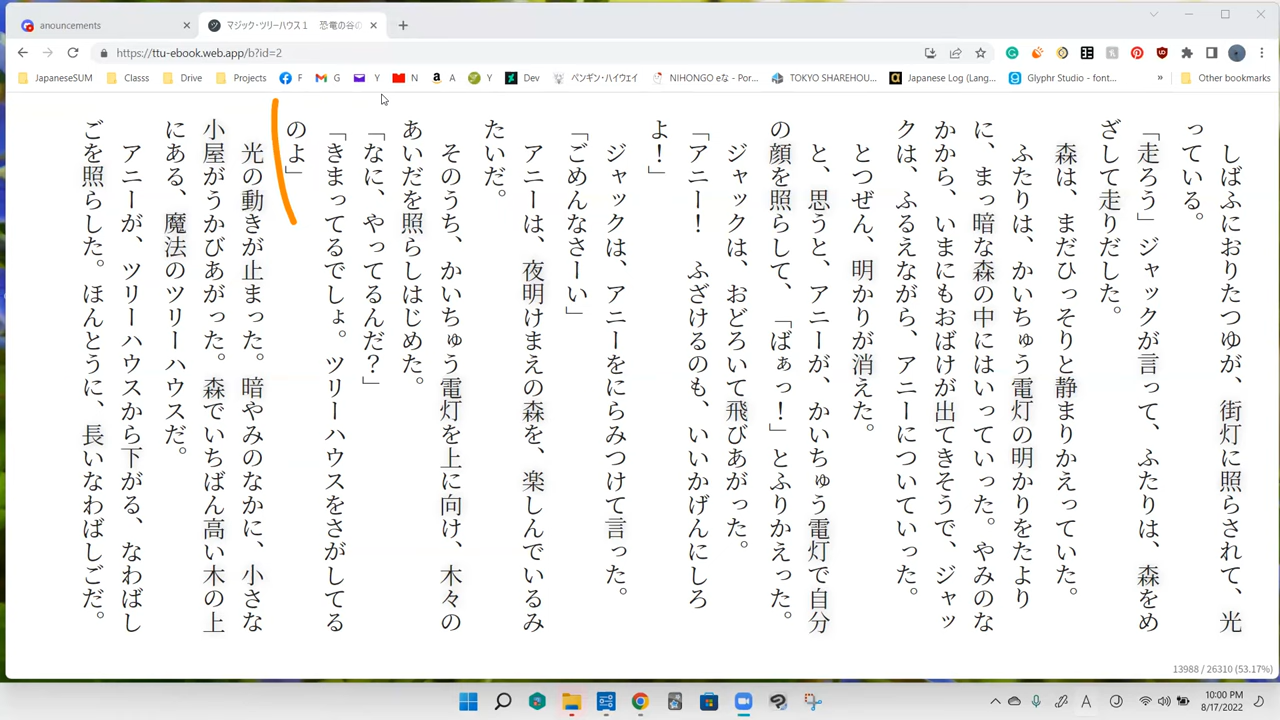 anouncements
マジック・ツリーハウス１　恐竜の谷の
https://ttu-ebook.web.app/b?id=2
JapaneseSUM
Classs
Drive
Projects
F
G
Y
N
A
Y
Dev
ペンギン・ハイウェイ
NIHONGO eな - Por...
TOKYO SHAREHOU...
Japanese Log (Lang...
Glyphr Studio - font...
»
Other bookmarks
しばふにおりたつゆが、街灯に照らされて、光
っている。
「走ろう」ジャックが言って、ふたりは、森をめ
ざして走りだした。
森は、まだひっそりと静まりかえっていた。
ふたりは、かいちゅう電灯の明かりをたより
に、まっ暗な森の中にはいっていった。やみのな
かから、いまにもおばけが出てきそうで、ジャッ
クは、ふるえながら、アニーについていった。
とつぜん、明かりが消えた。
と、思うと、アニーが、かいちゅう電灯で自分
の顔を照らして、「ばぁっ！」とふりかえった。
ジャックは、おどろいて飛びあがった。
「アニー！　ふざけるのも、いいかげんにしろ
よ！」
ジャックは、アニーをにらみつけて言った。
「ごめんなさーい」
アニーは、夜明けまえの森を、楽しんでいるみ
たいだ。
そのうち、かいちゅう電灯を上に向け、木々の
あいだを照らしはじめた。
「なに、やってるんだ？」
「きまってるでしょ。ツリーハウスをさがしてる
のよ」
光の動きが止まった。暗やみのなかに、小さな
小屋がうかびあがった。森でいちばん高い木の上
にある、魔法のツリーハウスだ。
アニーが、ツリーハウスから下がる、なわばし
ごを照らした。ほんとうに、長いなわばしごだ。
13988 / 26310 (53.17%)
A
10:00 PM
8/17/2022